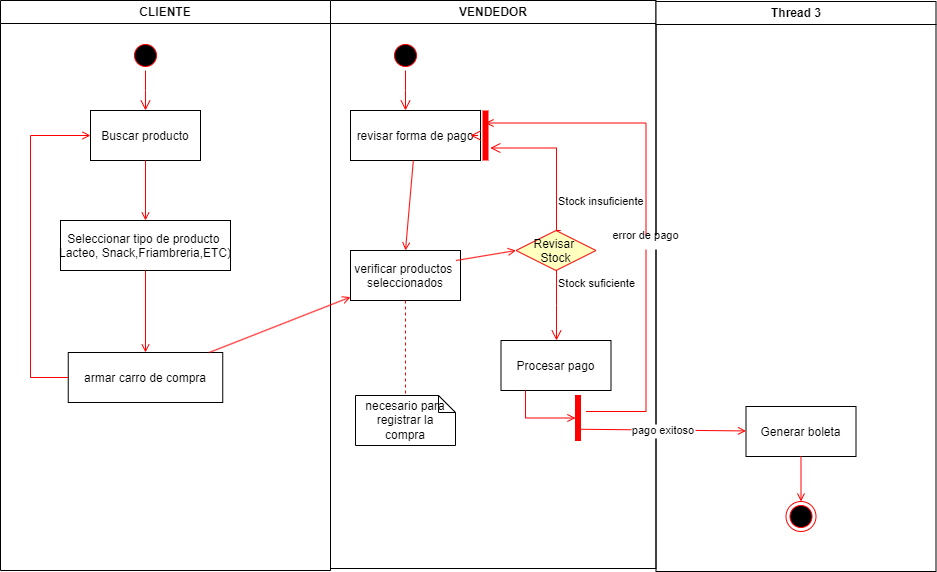 CLIENTE
VENDEDOR
Thread 3
Buscar producto
revisar forma de pago
Stock insuficiente
Seleccionar tipo de producto
Lacteo, Snack,Friambreria,ETC)
error de pago
Revisar
Stock
verificar productos
seleccionados
Stock suficiente
Procesar pago
armar carro de compra
necesario para
registrar la
compra
pago exitoso
Generar boleta